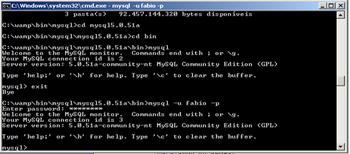 C:\Windows\system32\cmd.exe - mysql -u fabio -p
3 pasta(s) 92.457.144.320 bytes disponíveis
C:\wamp\bin\mysql>cd mysql5.0.51a
C:\wamp\bin\mysql\mysql5.0.51a>cd bin
C:\wamp\bin\mysql\mysql5.0.51a\bin>mysql
Welcome to the MySQL monitor. Commands end with ; or \g.
Your MySQL connection id is 2
Server version: 5.0.51a-community-nt MySQL Community Edition (GPL)
Type 'help;' or '\h' for help. Type '\c' to clear the buffer.
mysql> exit
Bye
C:\wamp\bin\mysql\mysql5.0.51a\bin>mysql -u fabio -p
Enter password: ********
Welcome to the MySQL monitor. Commands end with ; or \g.
Your MySQL connection id is 3
Server version: 5.0.51a-community-nt MySQL Community Edition (GPL)
Type 'help;' or '\h' for help. Type '\c' to clear the buffer.
mysql>